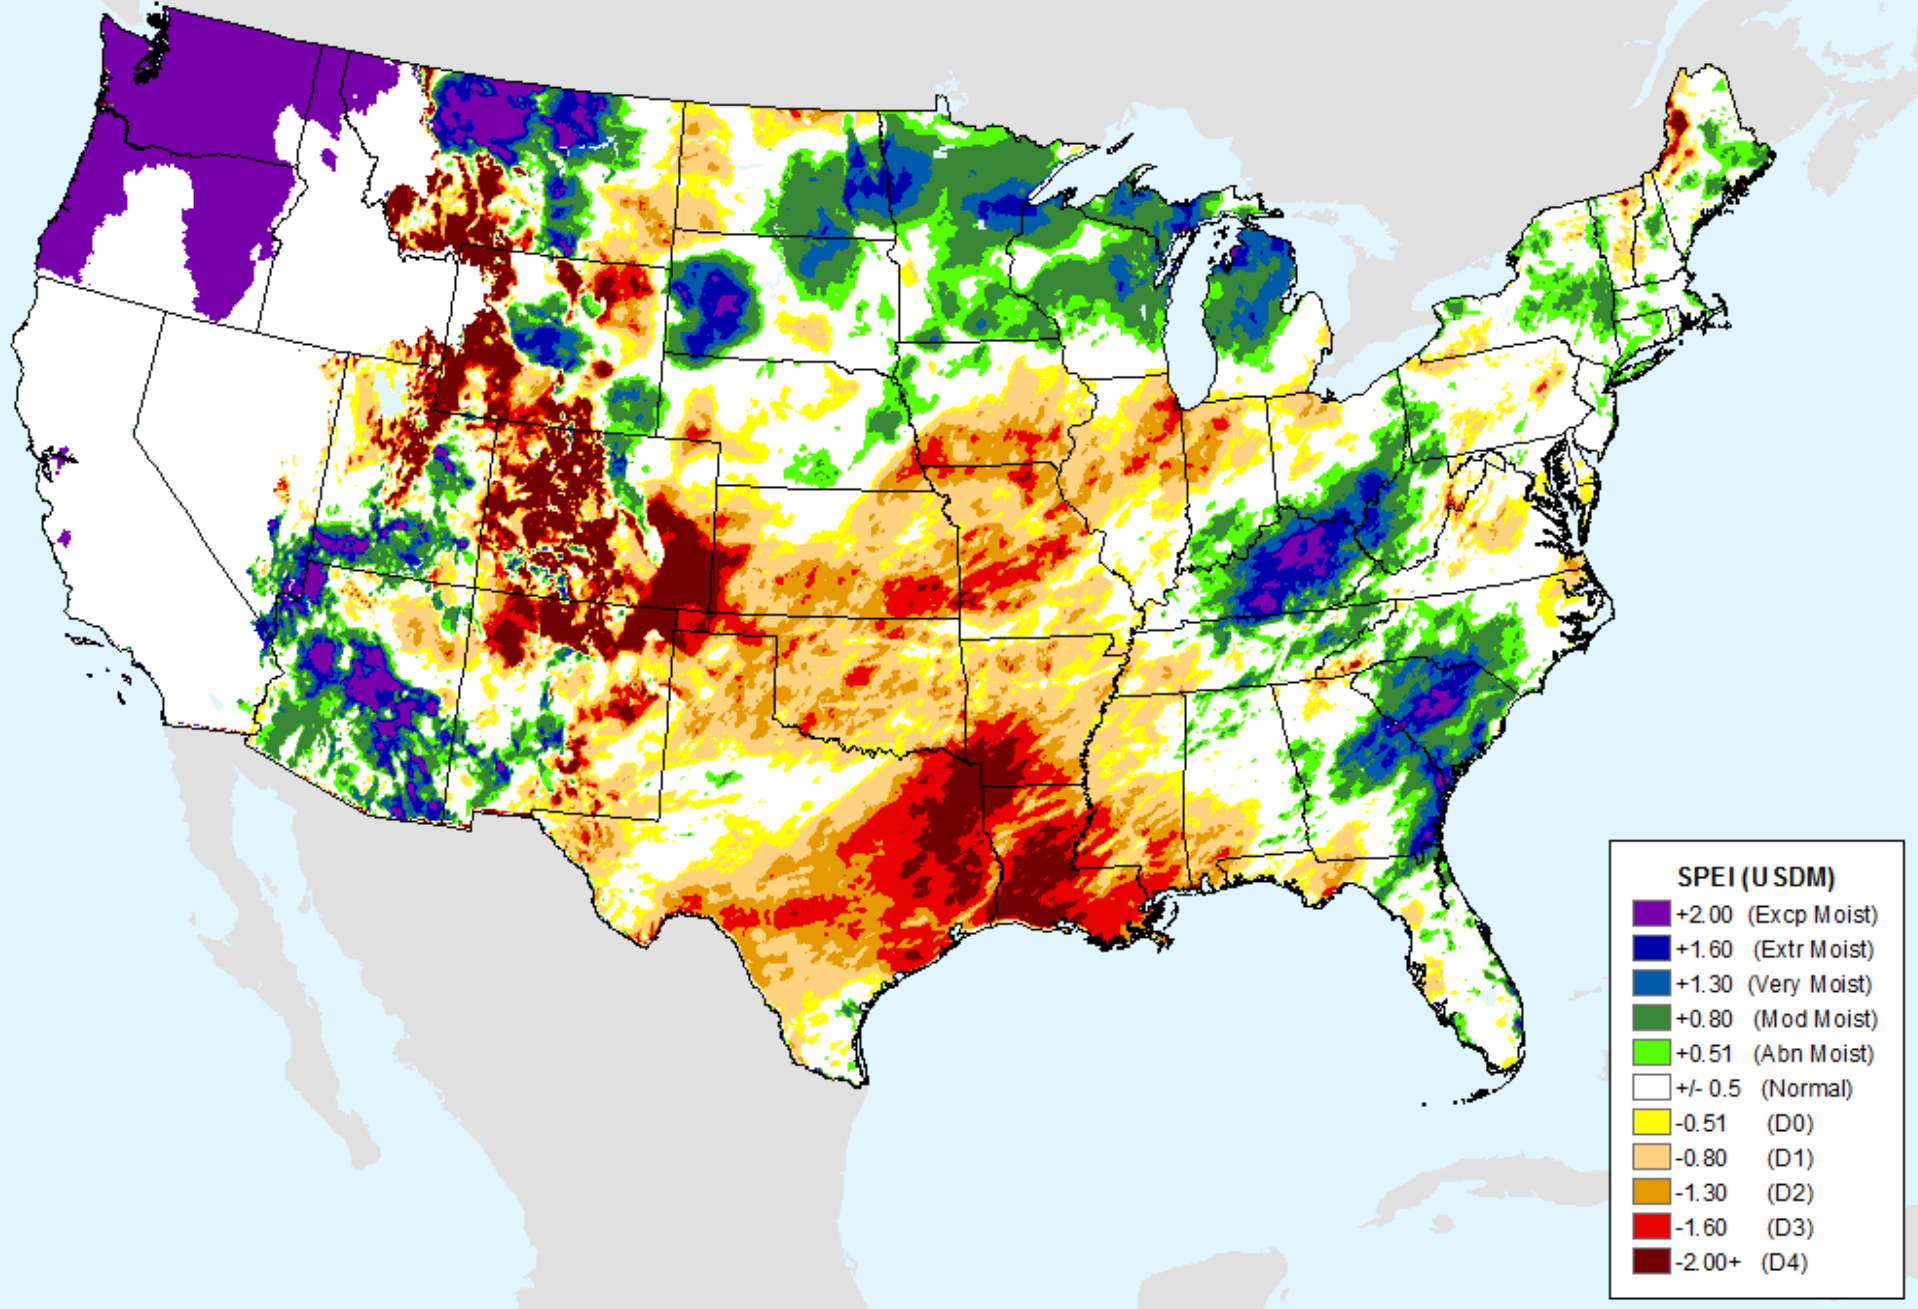 SPEI (USDM)
+2.00 (Excp Moist)
+1.60 (Extr Moist)
+1.30 (Very Moist)
+0.80 (Mod Moist)
+0.51 (Abn Moist)
+/- 0.5 (Normal)
-0.51 (D0)
-0.80 (D1)
-1.30 (D2)
-1.60 (D3)
-2.00+ (D4)